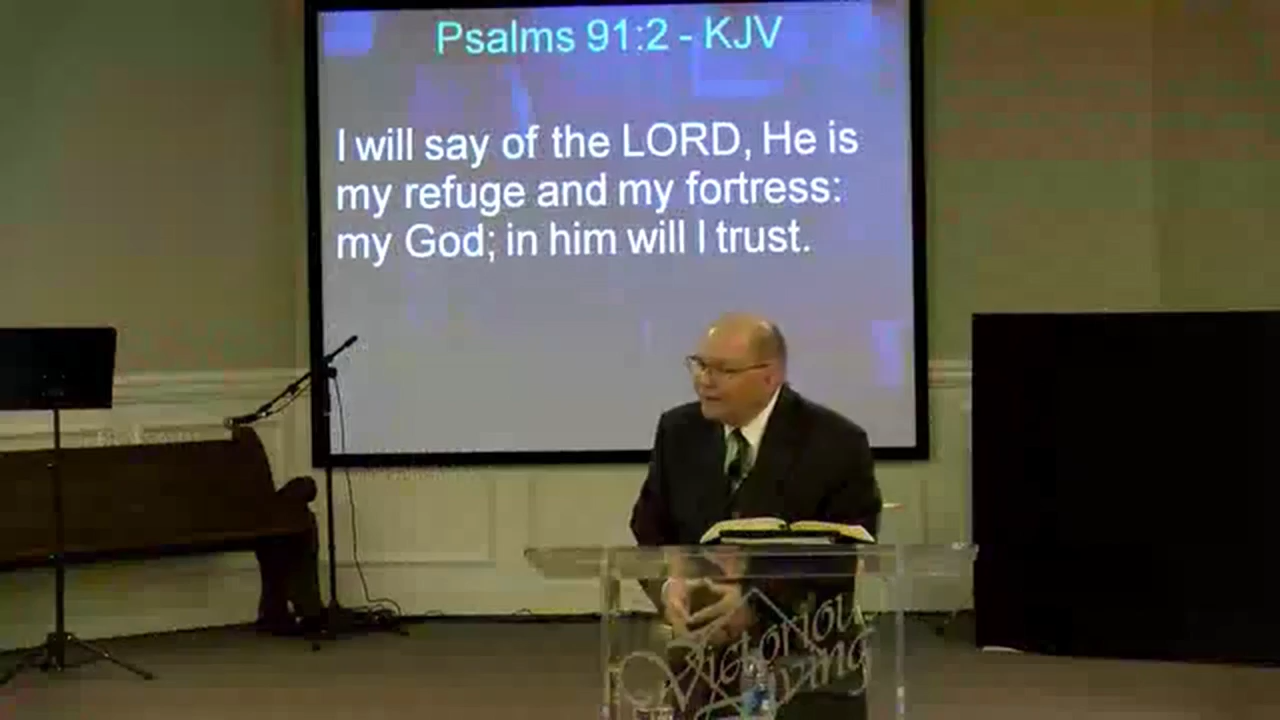 Psalms 91:2 - KJV
I will say of the LORD, He is
my refuge and my fortress:
my God; in him will I trust.
Victorious
Living